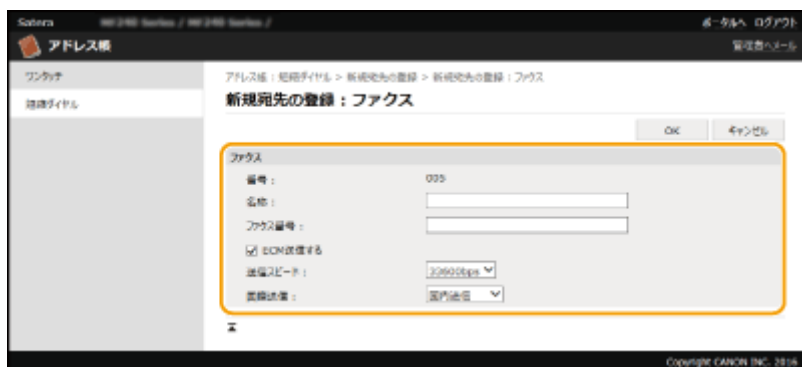 Satera
ポータルへ ログアウト
アドレス帳
管理者へメール
ワンタッチ
短縮ダイヤル
アドレス帳 : 短縮ダイヤル > 新規宛先の登録 > 新規宛先の登録 : ファクス
新規宛先の登録 : ファクス
OK キャンセル
ファクス
番号 : 005
名称 :
ファクス番号 :
ECM送信する
送信スピード : 33600bps
国際送信 : 国内送信
Copyright CANON INC. 2016